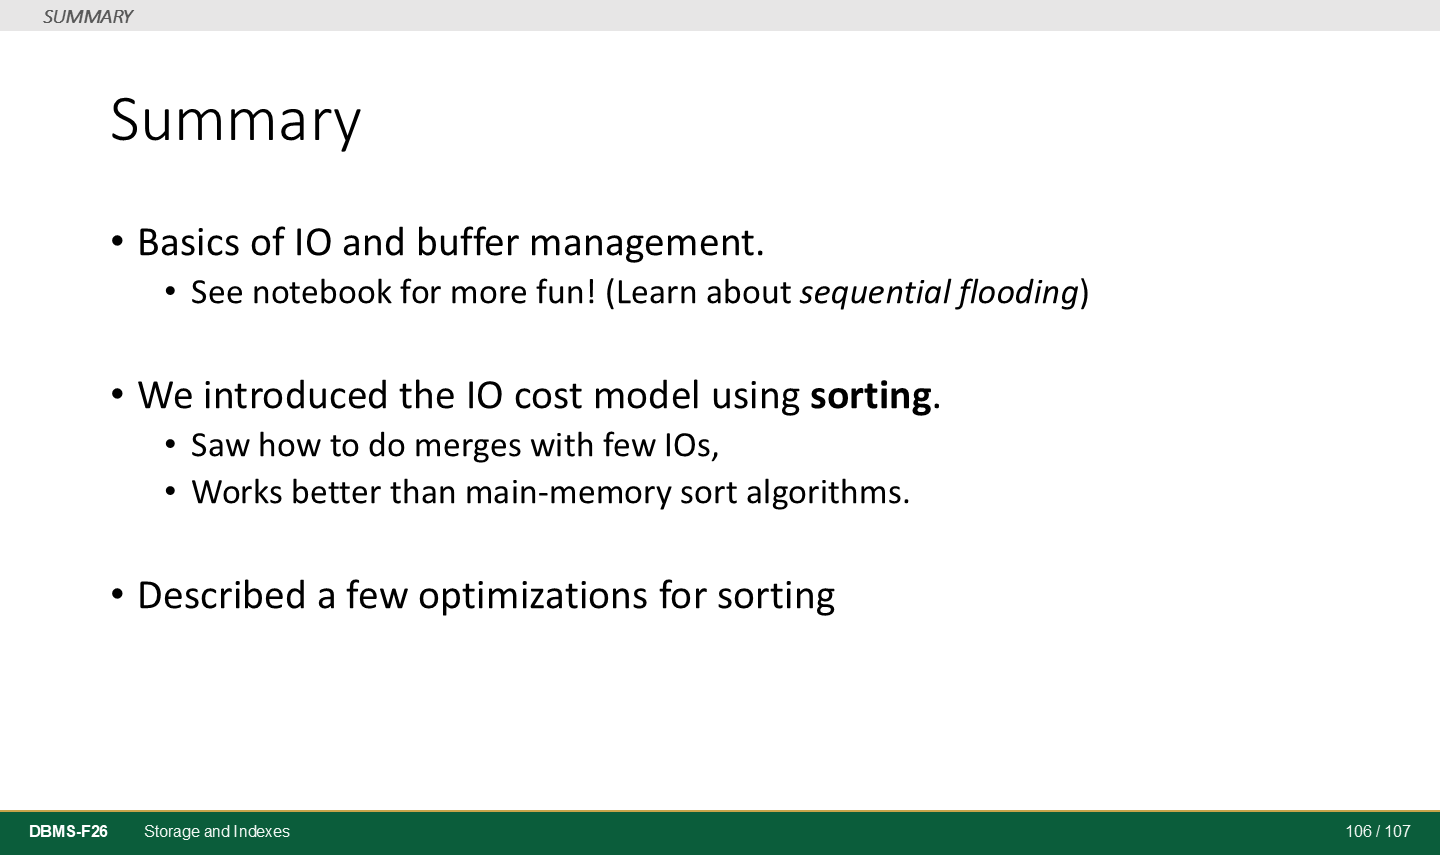 SUMMARY
Summary
• Basics of IO and buffer management.
• See notebook for more fun! (Learn about sequential flooding)
• We introduced the IO cost model using sorting.
• Saw how to do merges with few IOs,
• Works better than main-memory sort algorithms.
• Described a few optimizations for sorting
DBMS-F26 Storage and Indexes 106 / 107